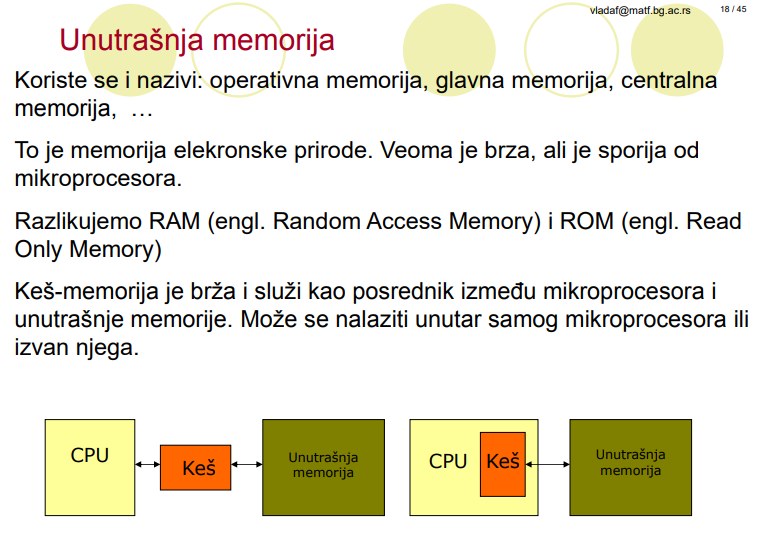 vladaf@matf.bg.ac.rs
18 / 45
Unutrašnja memorija
Koriste se i nazivi: operativna memorija, glavna memorija, centralna
memorija, …
To je memorija elekronske prirode. Veoma je brza, ali je sporija od
mikroprocesora.
Razlikujemo RAM (engl. Random Access Memory) i ROM (engl. Read
Only Memory)
Keš-memorija je brža i služi kao posrednik između mikroprocesora i
unutrašnje memorije. Može se nalaziti unutar samog mikroprocesora ili
izvan njega.
CPU
Keš
Unutrašnja
memorija
CPU
Keš
Unutrašnja
memorija